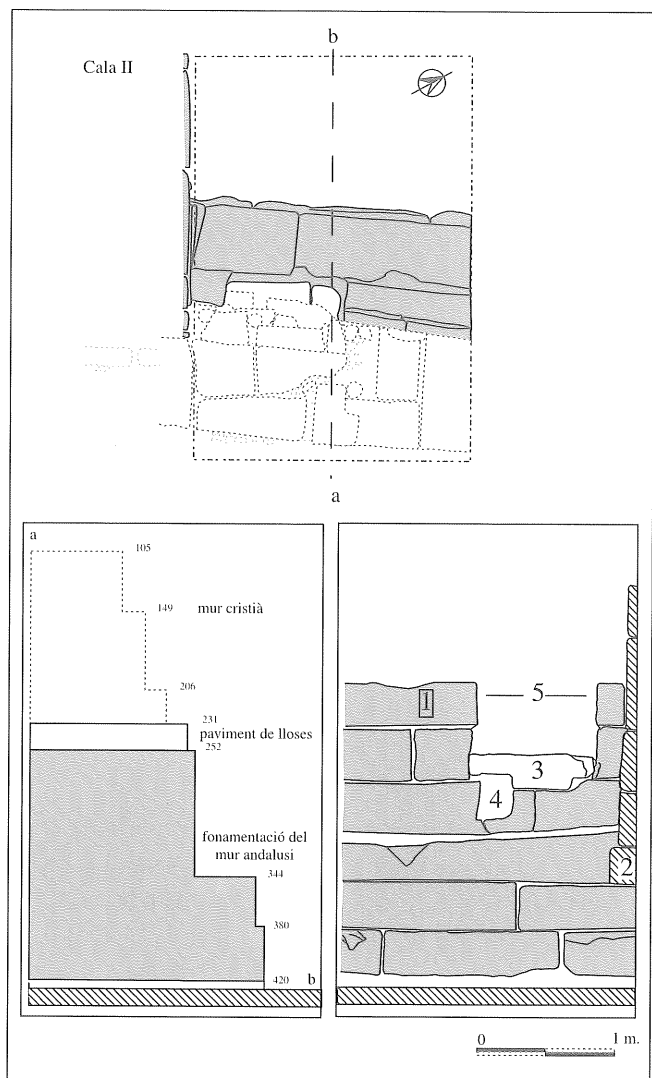 b
Cala II
a
a
105
149
mur cristià
206
231
paviment de lloses
252
fonamentació del
mur andalusí
344
380
420
b
1
5
3
4
2
0
1 m.